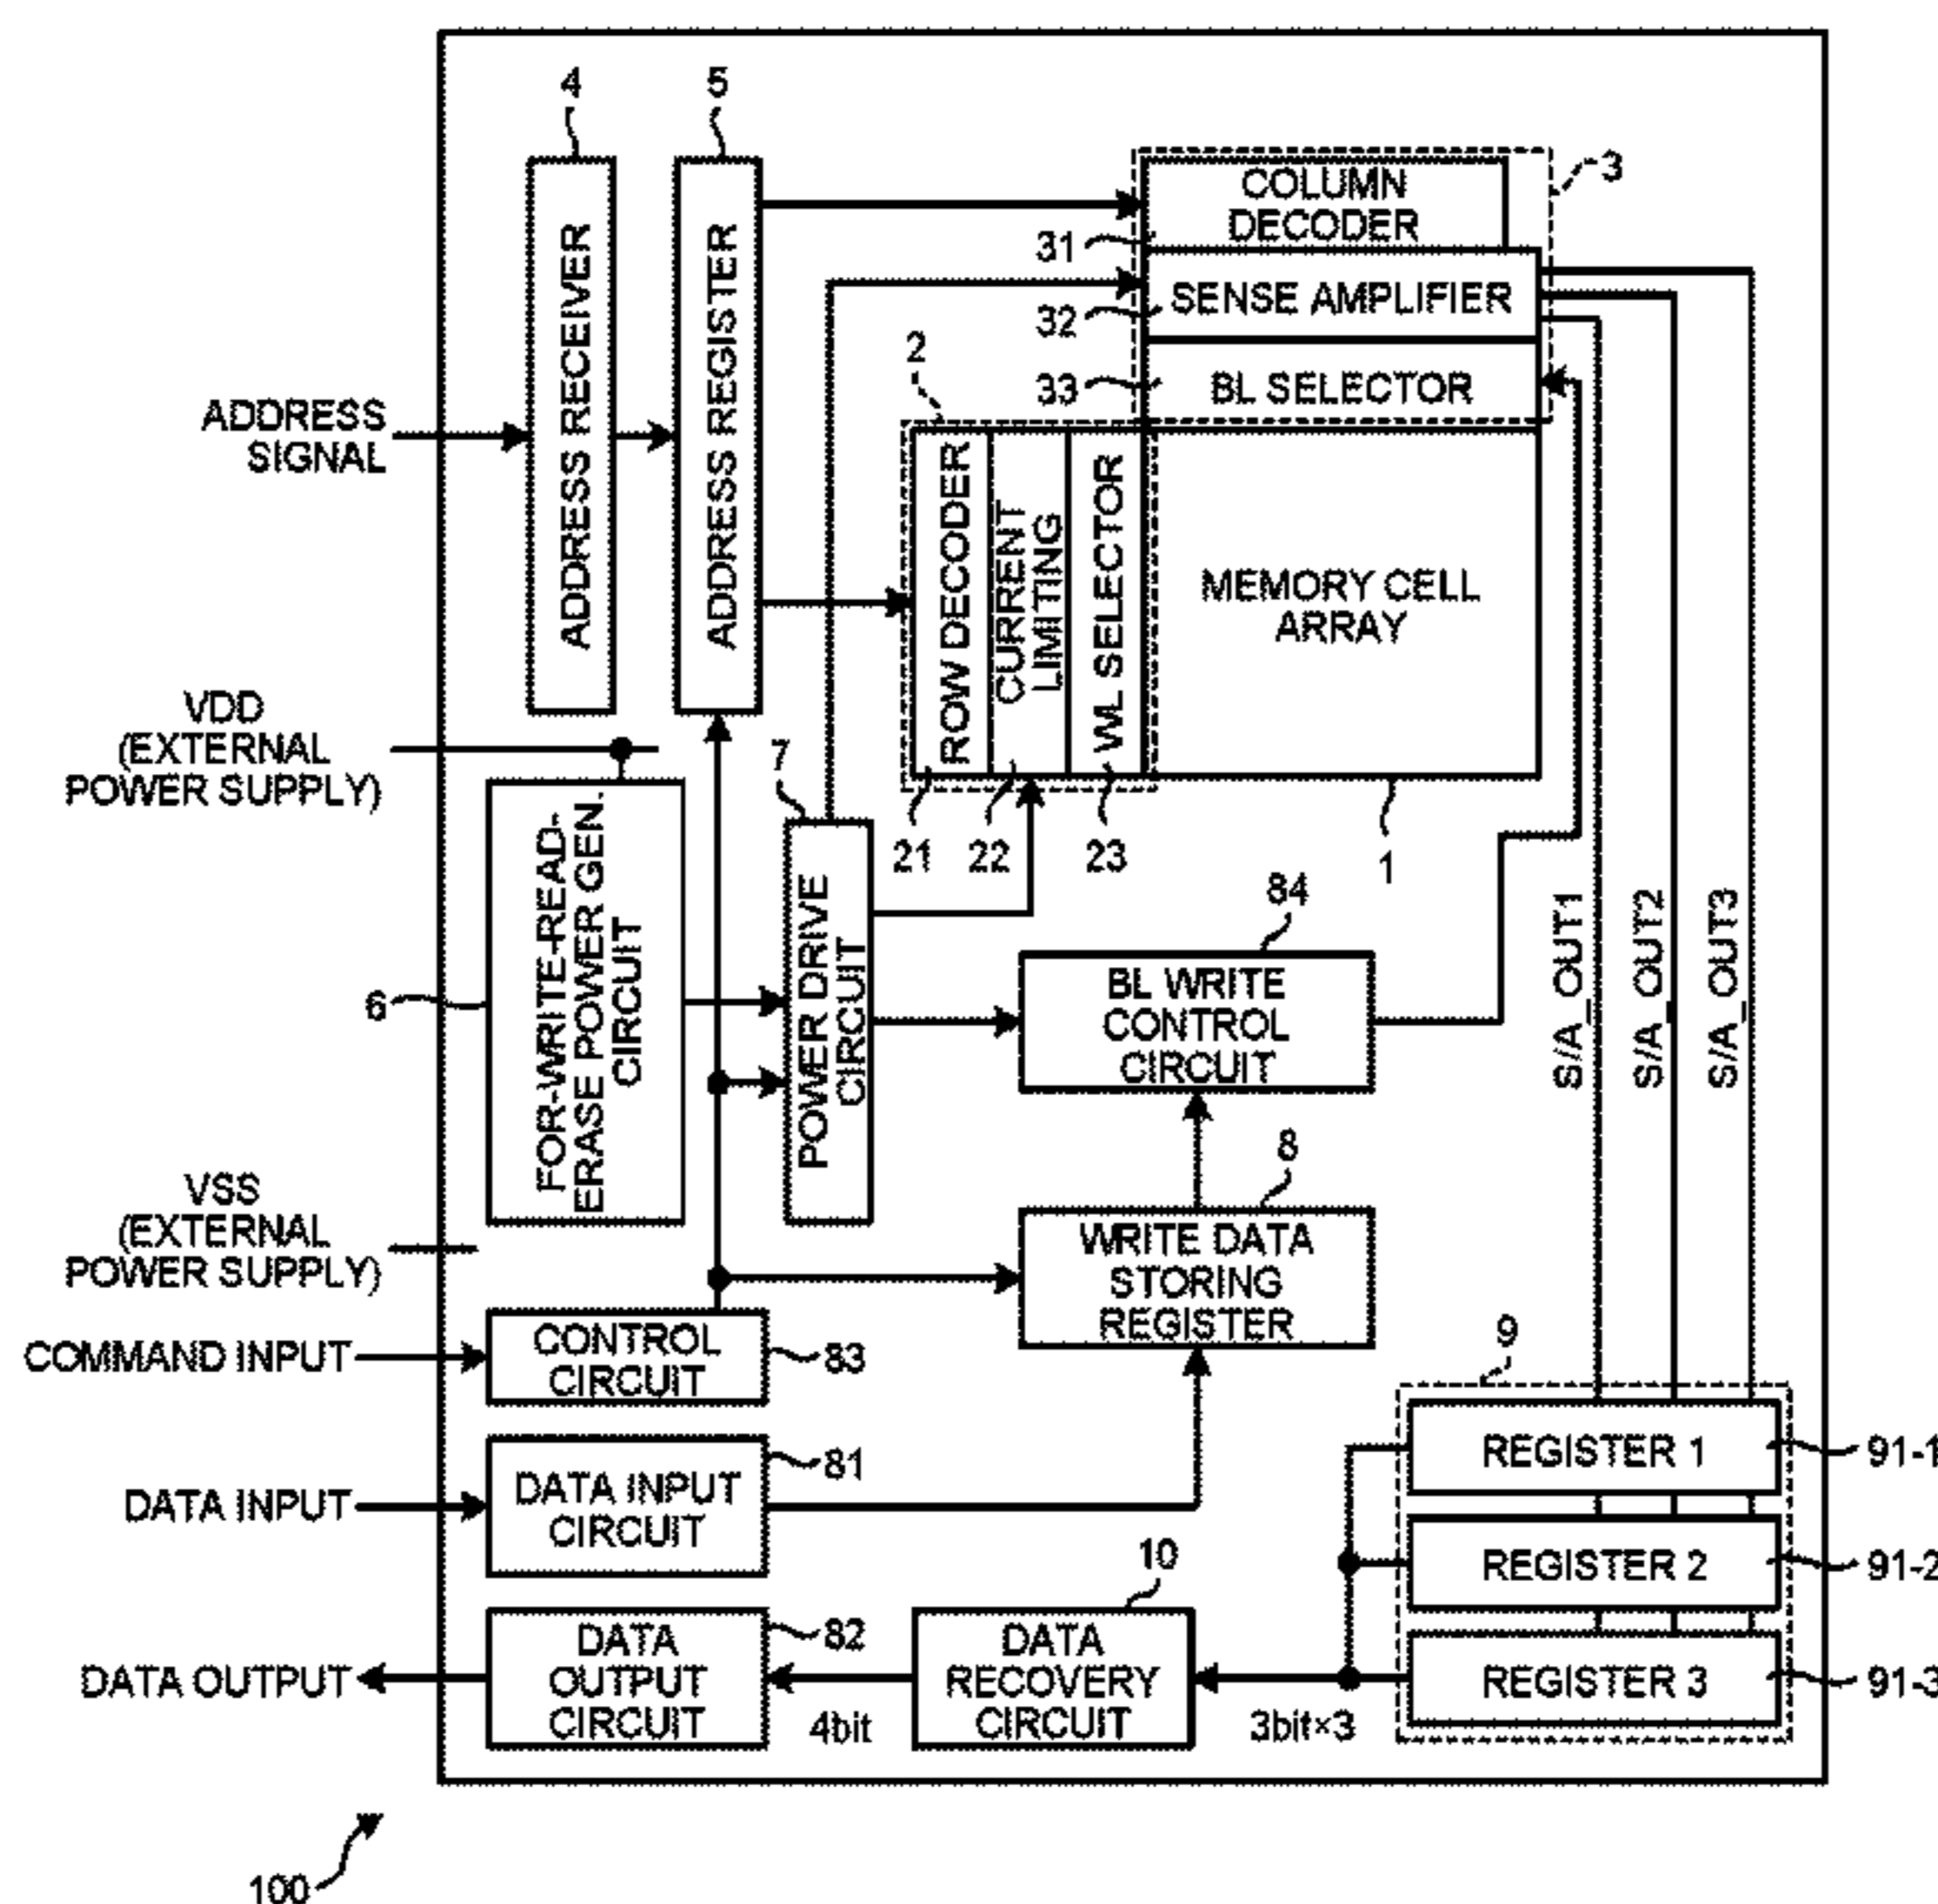 4
5
ADDRESS RECEIVER
ADDRESS REGISTER
COLUMN
DECODER
3
31
SENSE AMPLIFIER
32
2
33
BL SELECTOR
ADDRESS
SIGNAL
ROW DECODER
CURRENT
LIMITING
WL SELECTOR
MEMORY CELL
ARRAY
VDD
(EXTERNAL
POWER SUPPLY)
7
21
22
23
1
FOR-WRITE-READ-
ERASE POWER GEN.
CIRCUIT
6
POWER DRIVE
CIRCUIT
84
BL WRITE
CONTROL
CIRCUIT
S/A_OUT1
S/A_OUT2
S/A_OUT3
8
VSS
(EXTERNAL
POWER SUPPLY)
WRITE DATA
STORING
REGISTER
COMMAND INPUT
CONTROL
CIRCUIT
83
9
DATA INPUT
DATA INPUT
CIRCUIT
81
REGISTER 1
91-1
REGISTER 2
91-2
10
DATA OUTPUT
DATA
OUTPUT
CIRCUIT
82
4bit
DATA
RECOVERY
CIRCUIT
3bit×3
REGISTER 3
91-3
100